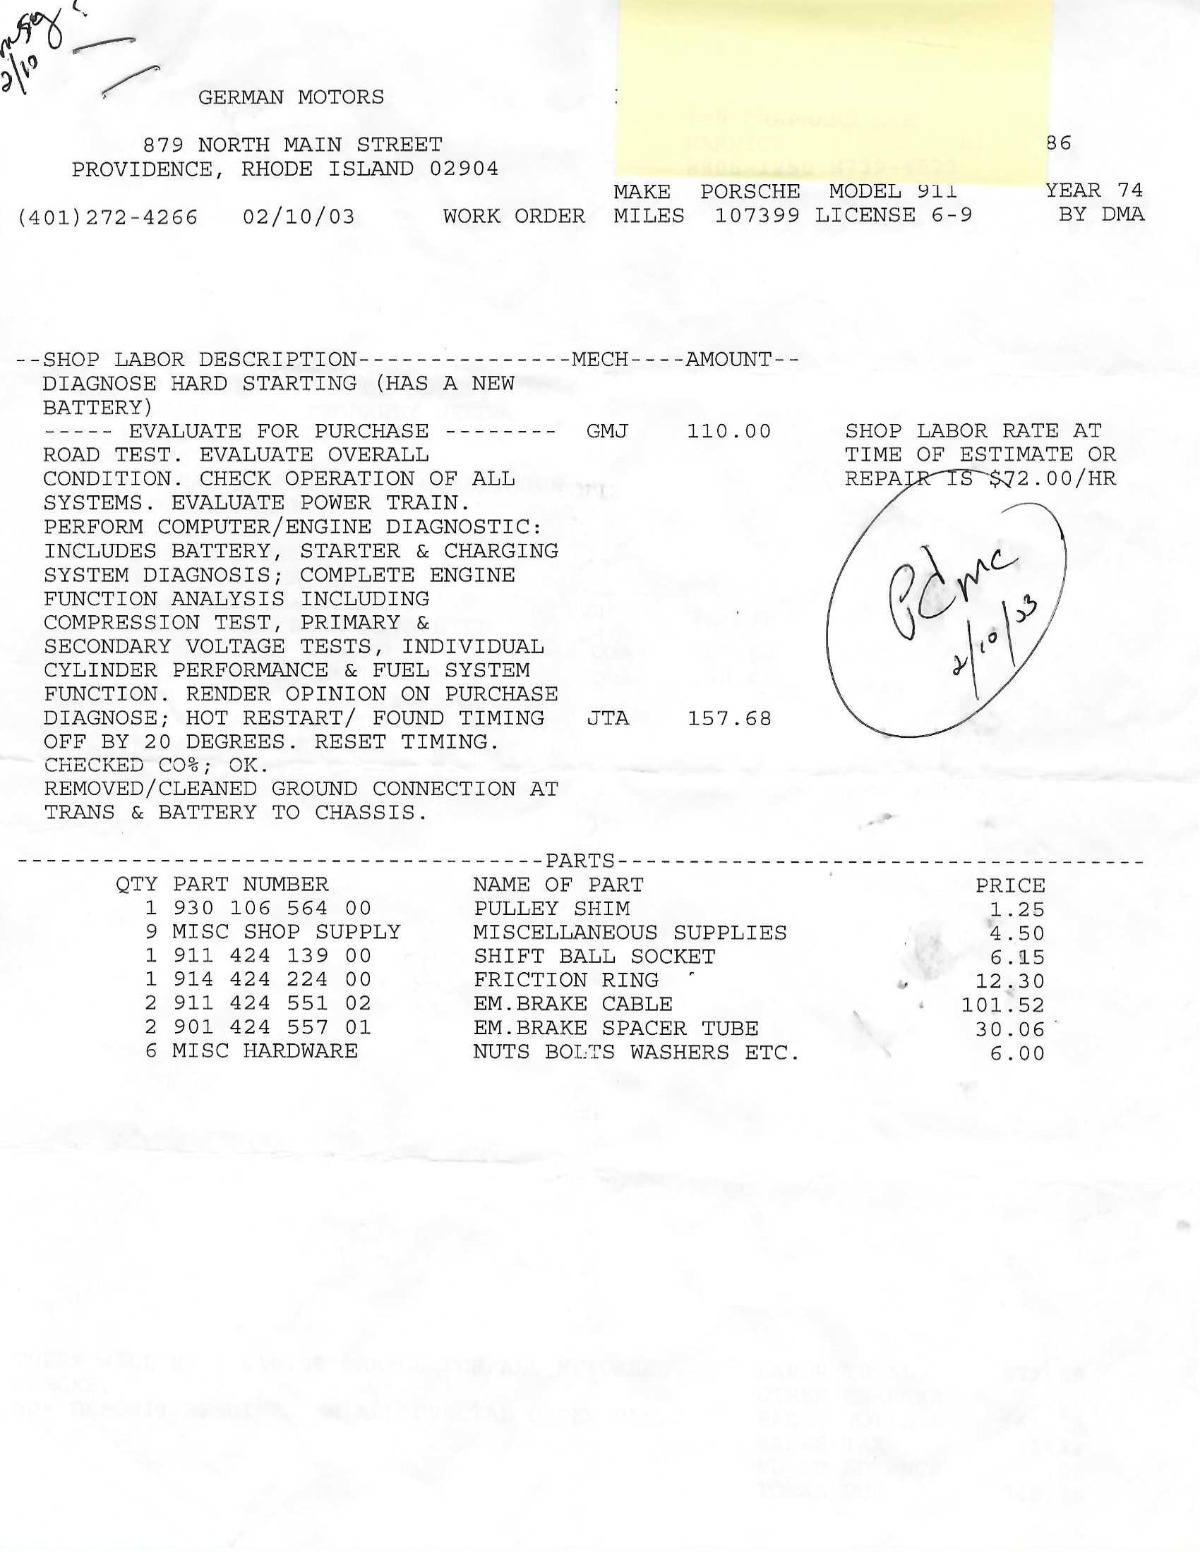 msg?
2/10
GERMAN MOTORS
879 NORTH MAIN STREET 86
PROVIDENCE, RHODE ISLAND 02904
MAKE PORSCHE MODEL 911 YEAR 74
(401)272-4266 02/10/03 WORK ORDER MILES 107399 LICENSE 6-9 BY DMA
--SHOP LABOR DESCRIPTION---------------MECH----AMOUNT--
DIAGNOSE HARD STARTING (HAS A NEW
BATTERY)
----- EVALUATE FOR PURCHASE -------- GMJ 110.00 SHOP LABOR RATE AT
ROAD TEST. EVALUATE OVERALL TIME OF ESTIMATE OR
CONDITION. CHECK OPERATION OF ALL REPAIR IS $72.00/HR
SYSTEMS. EVALUATE POWER TRAIN.
PERFORM COMPUTER/ENGINE DIAGNOSTIC:
INCLUDES BATTERY, STARTER & CHARGING
SYSTEM DIAGNOSIS; COMPLETE ENGINE
FUNCTION ANALYSIS INCLUDING
COMPRESSION TEST, PRIMARY &
SECONDARY VOLTAGE TESTS, INDIVIDUAL
CYLINDER PERFORMANCE & FUEL SYSTEM
FUNCTION. RENDER OPINION ON PURCHASE
DIAGNOSE; HOT RESTART/ FOUND TIMING JTA 157.68
OFF BY 20 DEGREES. RESET TIMING.
CHECKED CO%; OK.
REMOVED/CLEANED GROUND CONNECTION AT
TRANS & BATTERY TO CHASSIS.
Pd mc
2/10/03
-------------------------------------PARTS-------------------------------------
QTY PART NUMBER NAME OF PART PRICE
1 930 106 564 00 PULLEY SHIM 1.25
9 MISC SHOP SUPPLY MISCELLANEOUS SUPPLIES 4.50
1 911 424 139 00 SHIFT BALL SOCKET 6.15
1 914 424 224 00 FRICTION RING 12.30
2 911 424 551 02 EM.BRAKE CABLE 101.52
2 901 424 557 01 EM.BRAKE SPACER TUBE 30.06
6 MISC HARDWARE NUTS BOLTS WASHERS ETC. 6.00